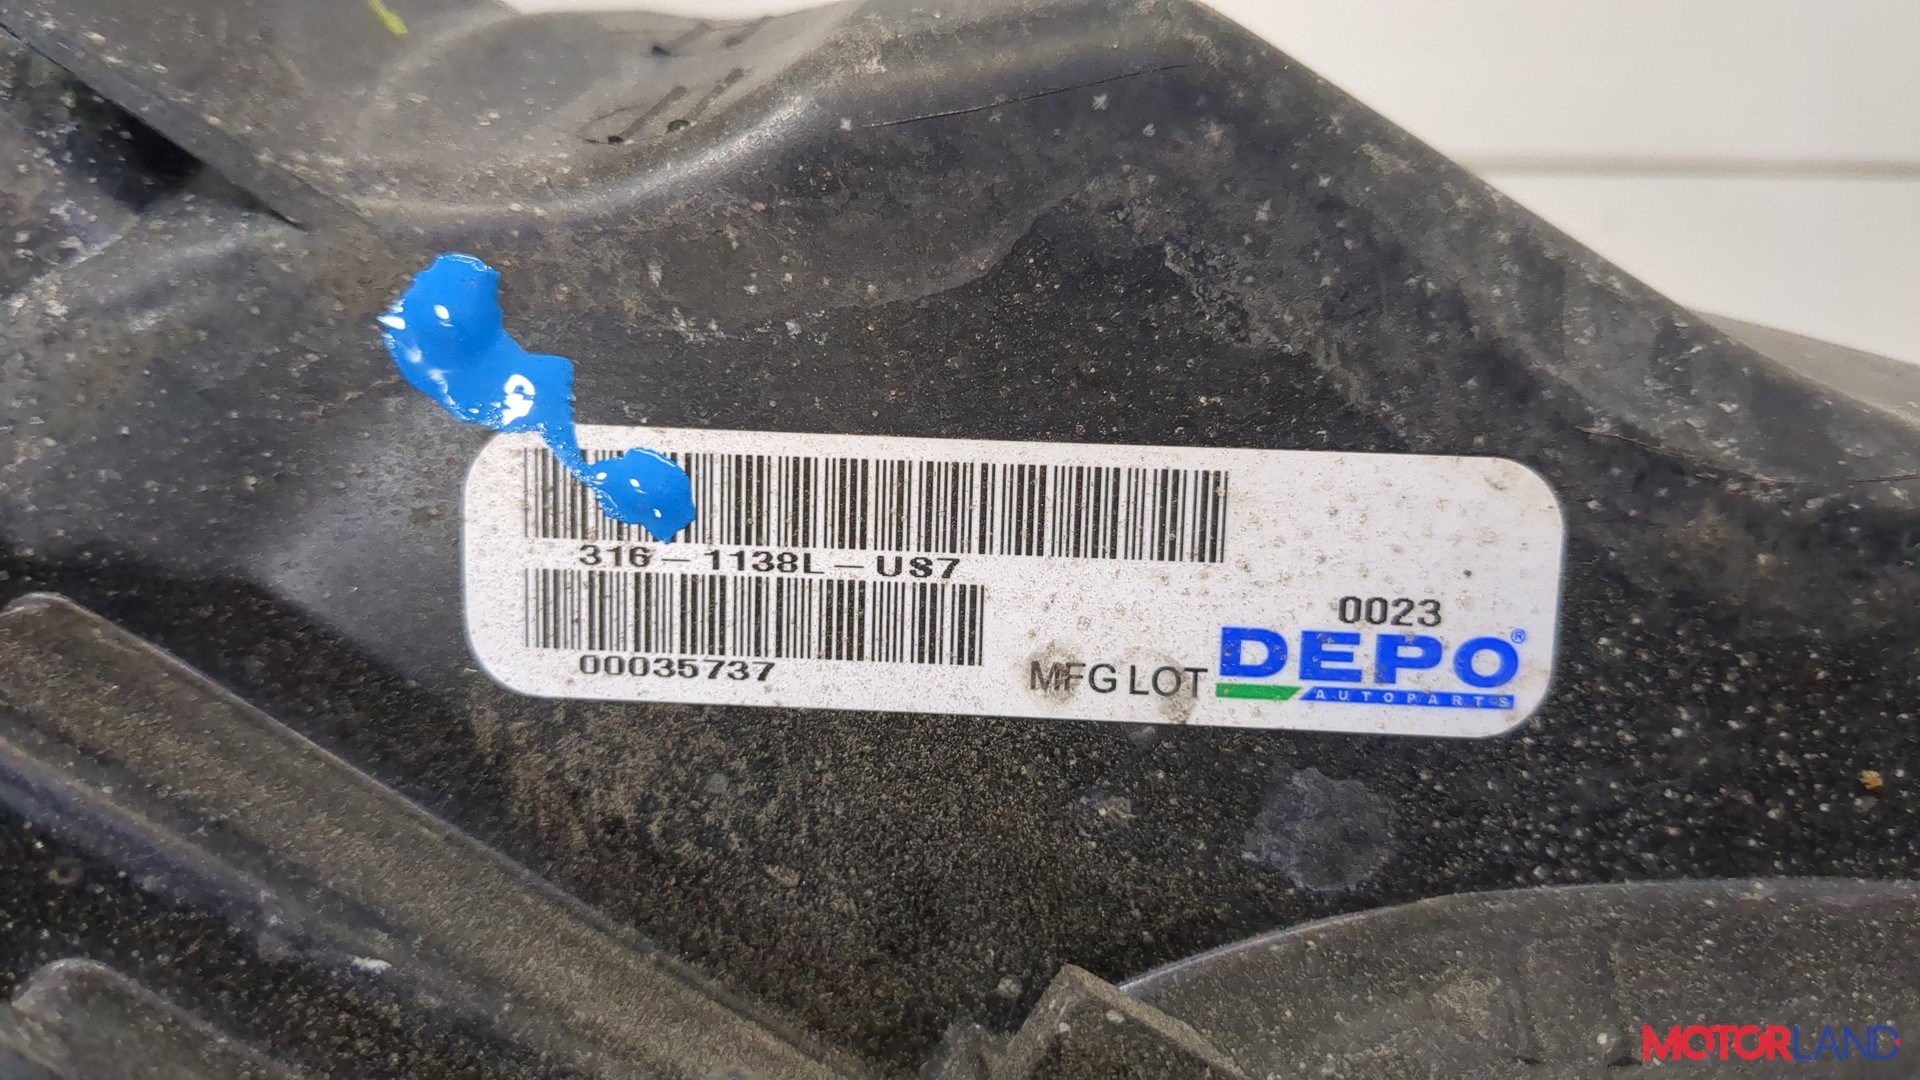 316-1138L-US7
00035737
0023
MFG LOT DEPO®
AUTOPARTS
MOTORLAND